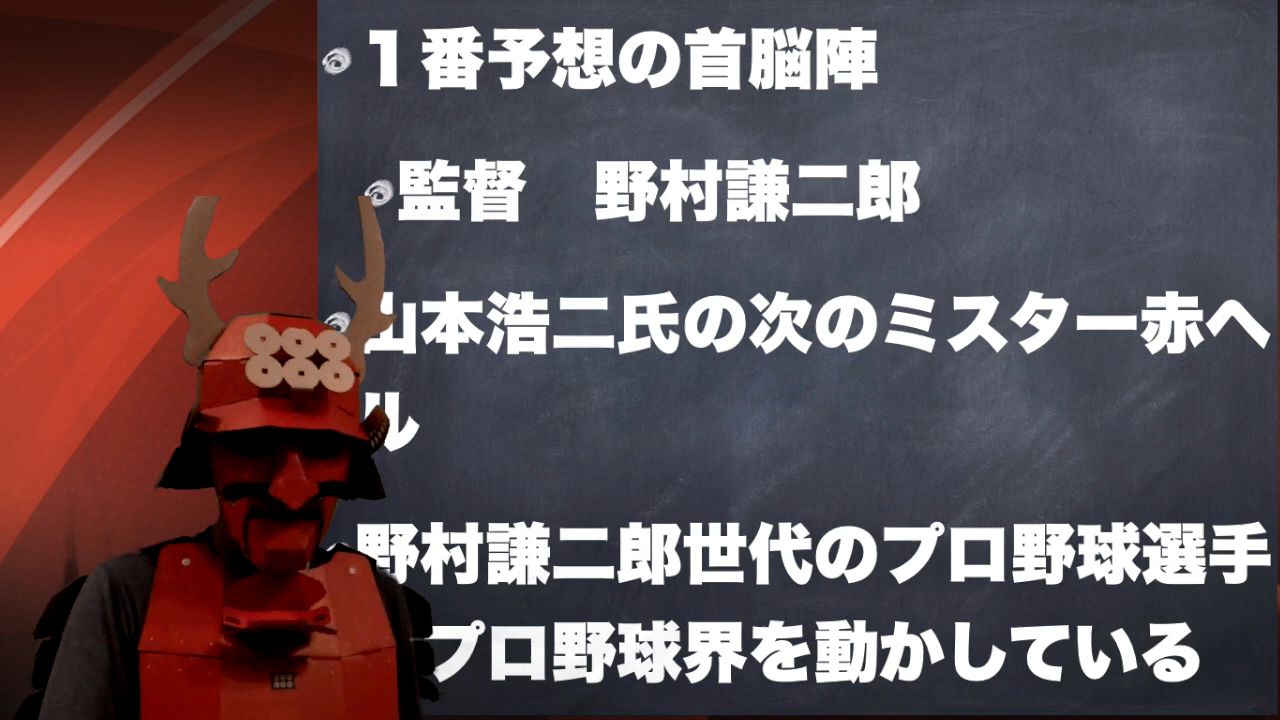 1番予想の首脳陣
監督 野村謙二郎
山本浩二氏の次のミスター赤ヘ
ル
野村謙二郎世代のプロ野球選手
プロ野球界を動かしている